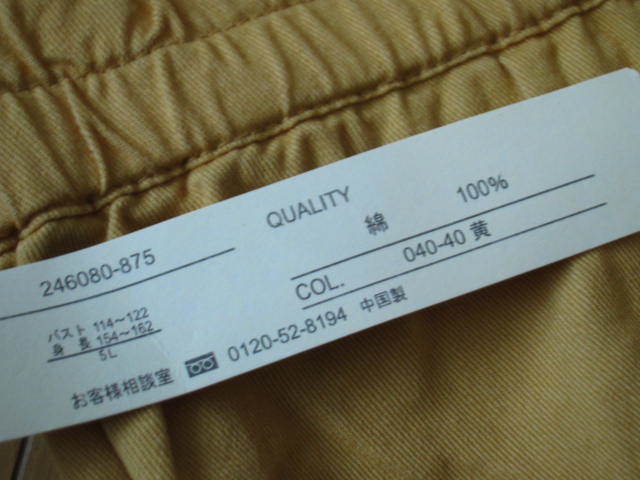 246080-875
バスト 114～122
身長 154～162
5L
QUALITY
綿 100%
COL. 040-40 黄
お客様相談室 0120-52-8194 中国製